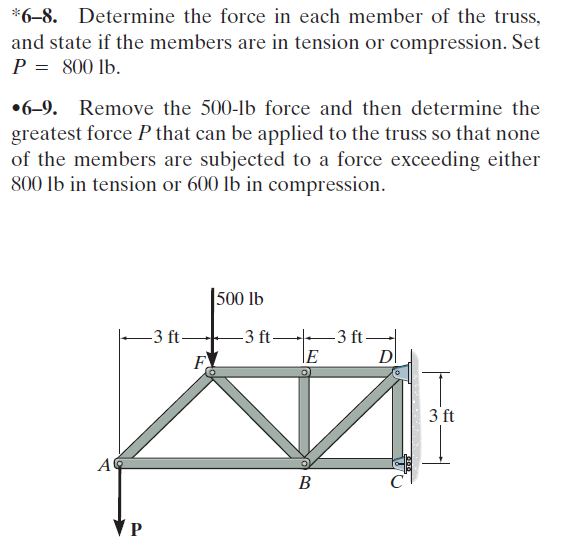 *6–8. Determine the force in each member of the truss,
and state if the members are in tension or compression. Set
P = 800 lb.
•6–9. Remove the 500-lb force and then determine the
greatest force P that can be applied to the truss so that none
of the members are subjected to a force exceeding either
800 lb in tension or 600 lb in compression.
500 lb
3 ft 3 ft 3 ft
F E D
3 ft
A B C
P